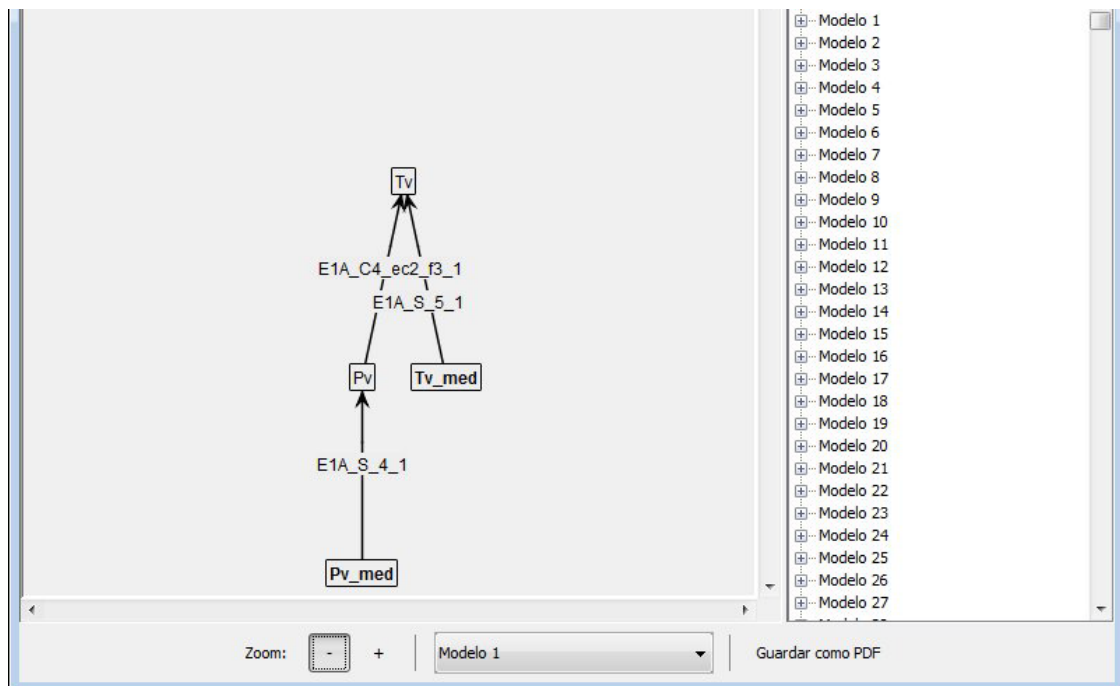 Tv
E1A_C4_ec2_f3_1
E1A_S_5_1
Pv
Tv_med
E1A_S_4_1
Pv_med
Modelo 1
Modelo 2
Modelo 3
Modelo 4
Modelo 5
Modelo 6
Modelo 7
Modelo 8
Modelo 9
Modelo 10
Modelo 11
Modelo 12
Modelo 13
Modelo 14
Modelo 15
Modelo 16
Modelo 17
Modelo 18
Modelo 19
Modelo 20
Modelo 21
Modelo 22
Modelo 23
Modelo 24
Modelo 25
Modelo 26
Modelo 27
Zoom: - + Modelo 1 Guardar como PDF